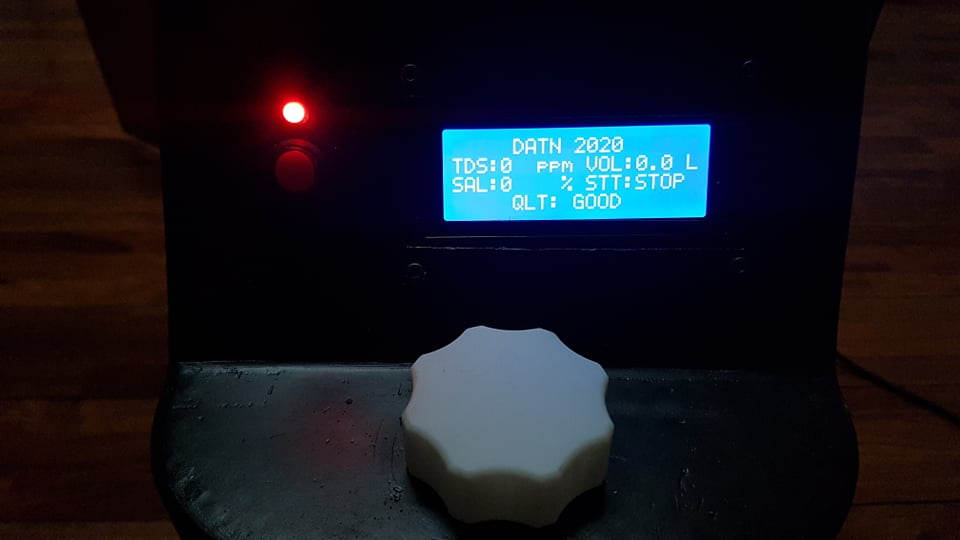 DATN 2020
TDS:0 ppm VOL:0.0 L
SAL:0 % STT:STOP
QLT: GOOD